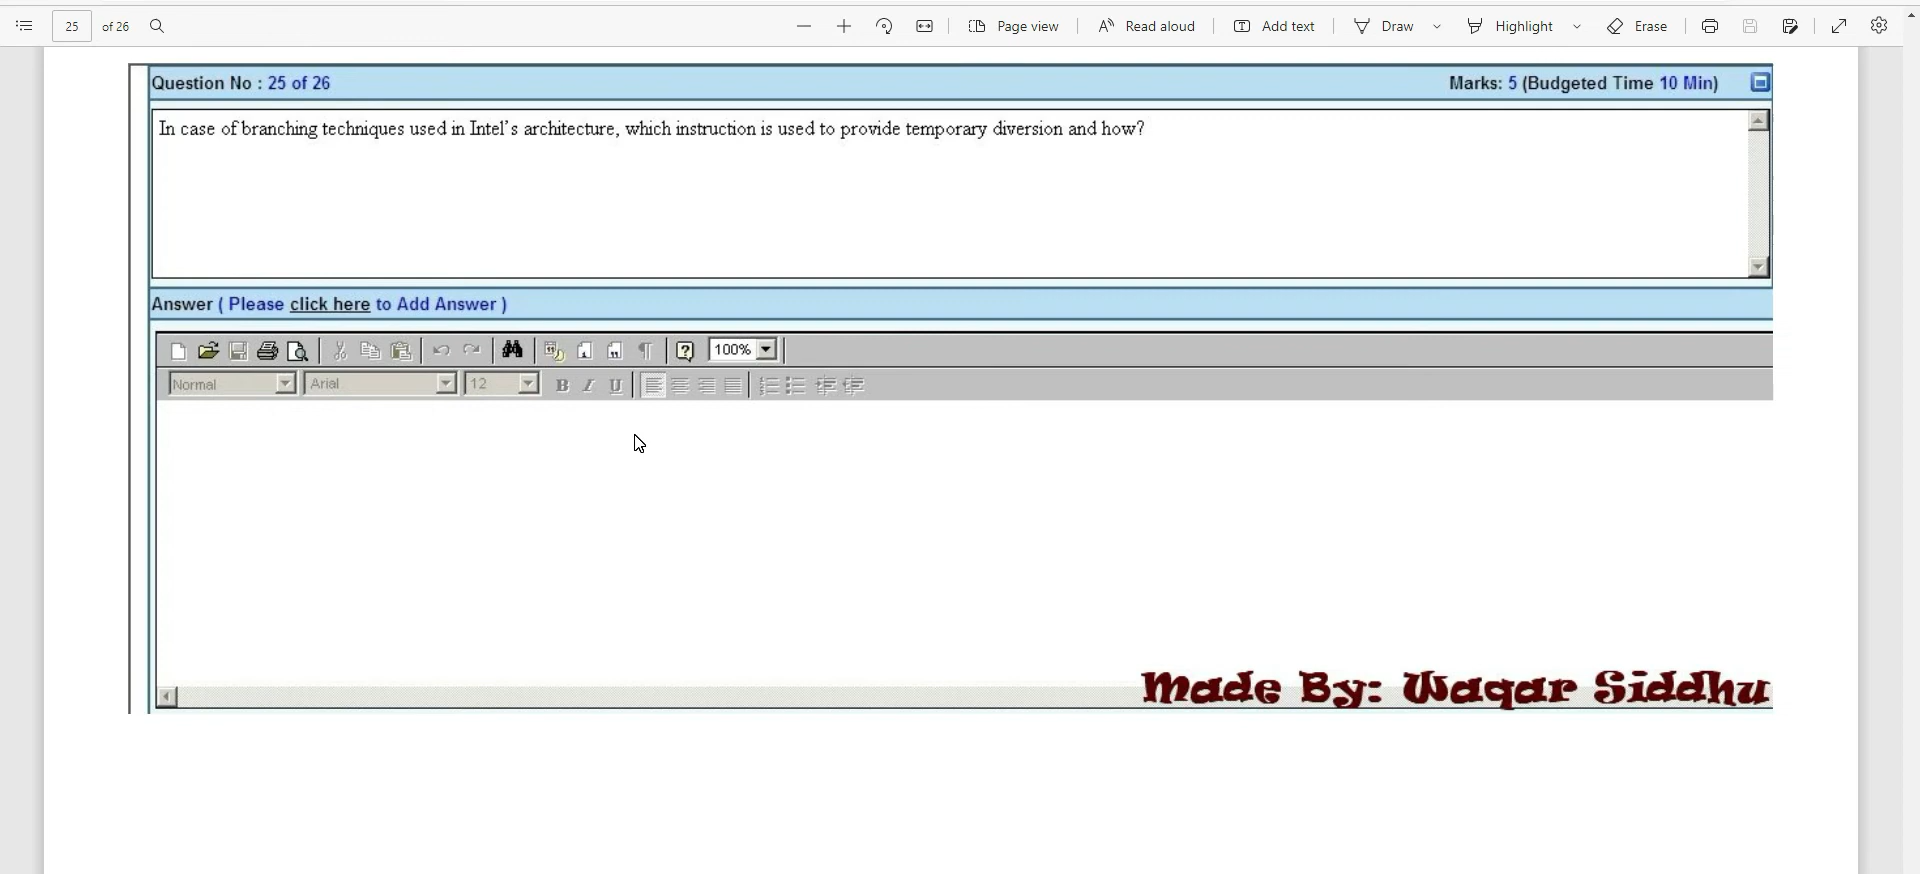 25 of 26 Page view Read aloud Add text Draw Highlight Erase
Question No : 25 of 26 Marks: 5 (Budgeted Time 10 Min)
In case of branching techniques used in Intel's architecture, which instruction is used to provide temporary diversion and how?
Answer ( Please click here to Add Answer )
100%
Normal Arial 12 B I U
Made By: Waqar Siddhu